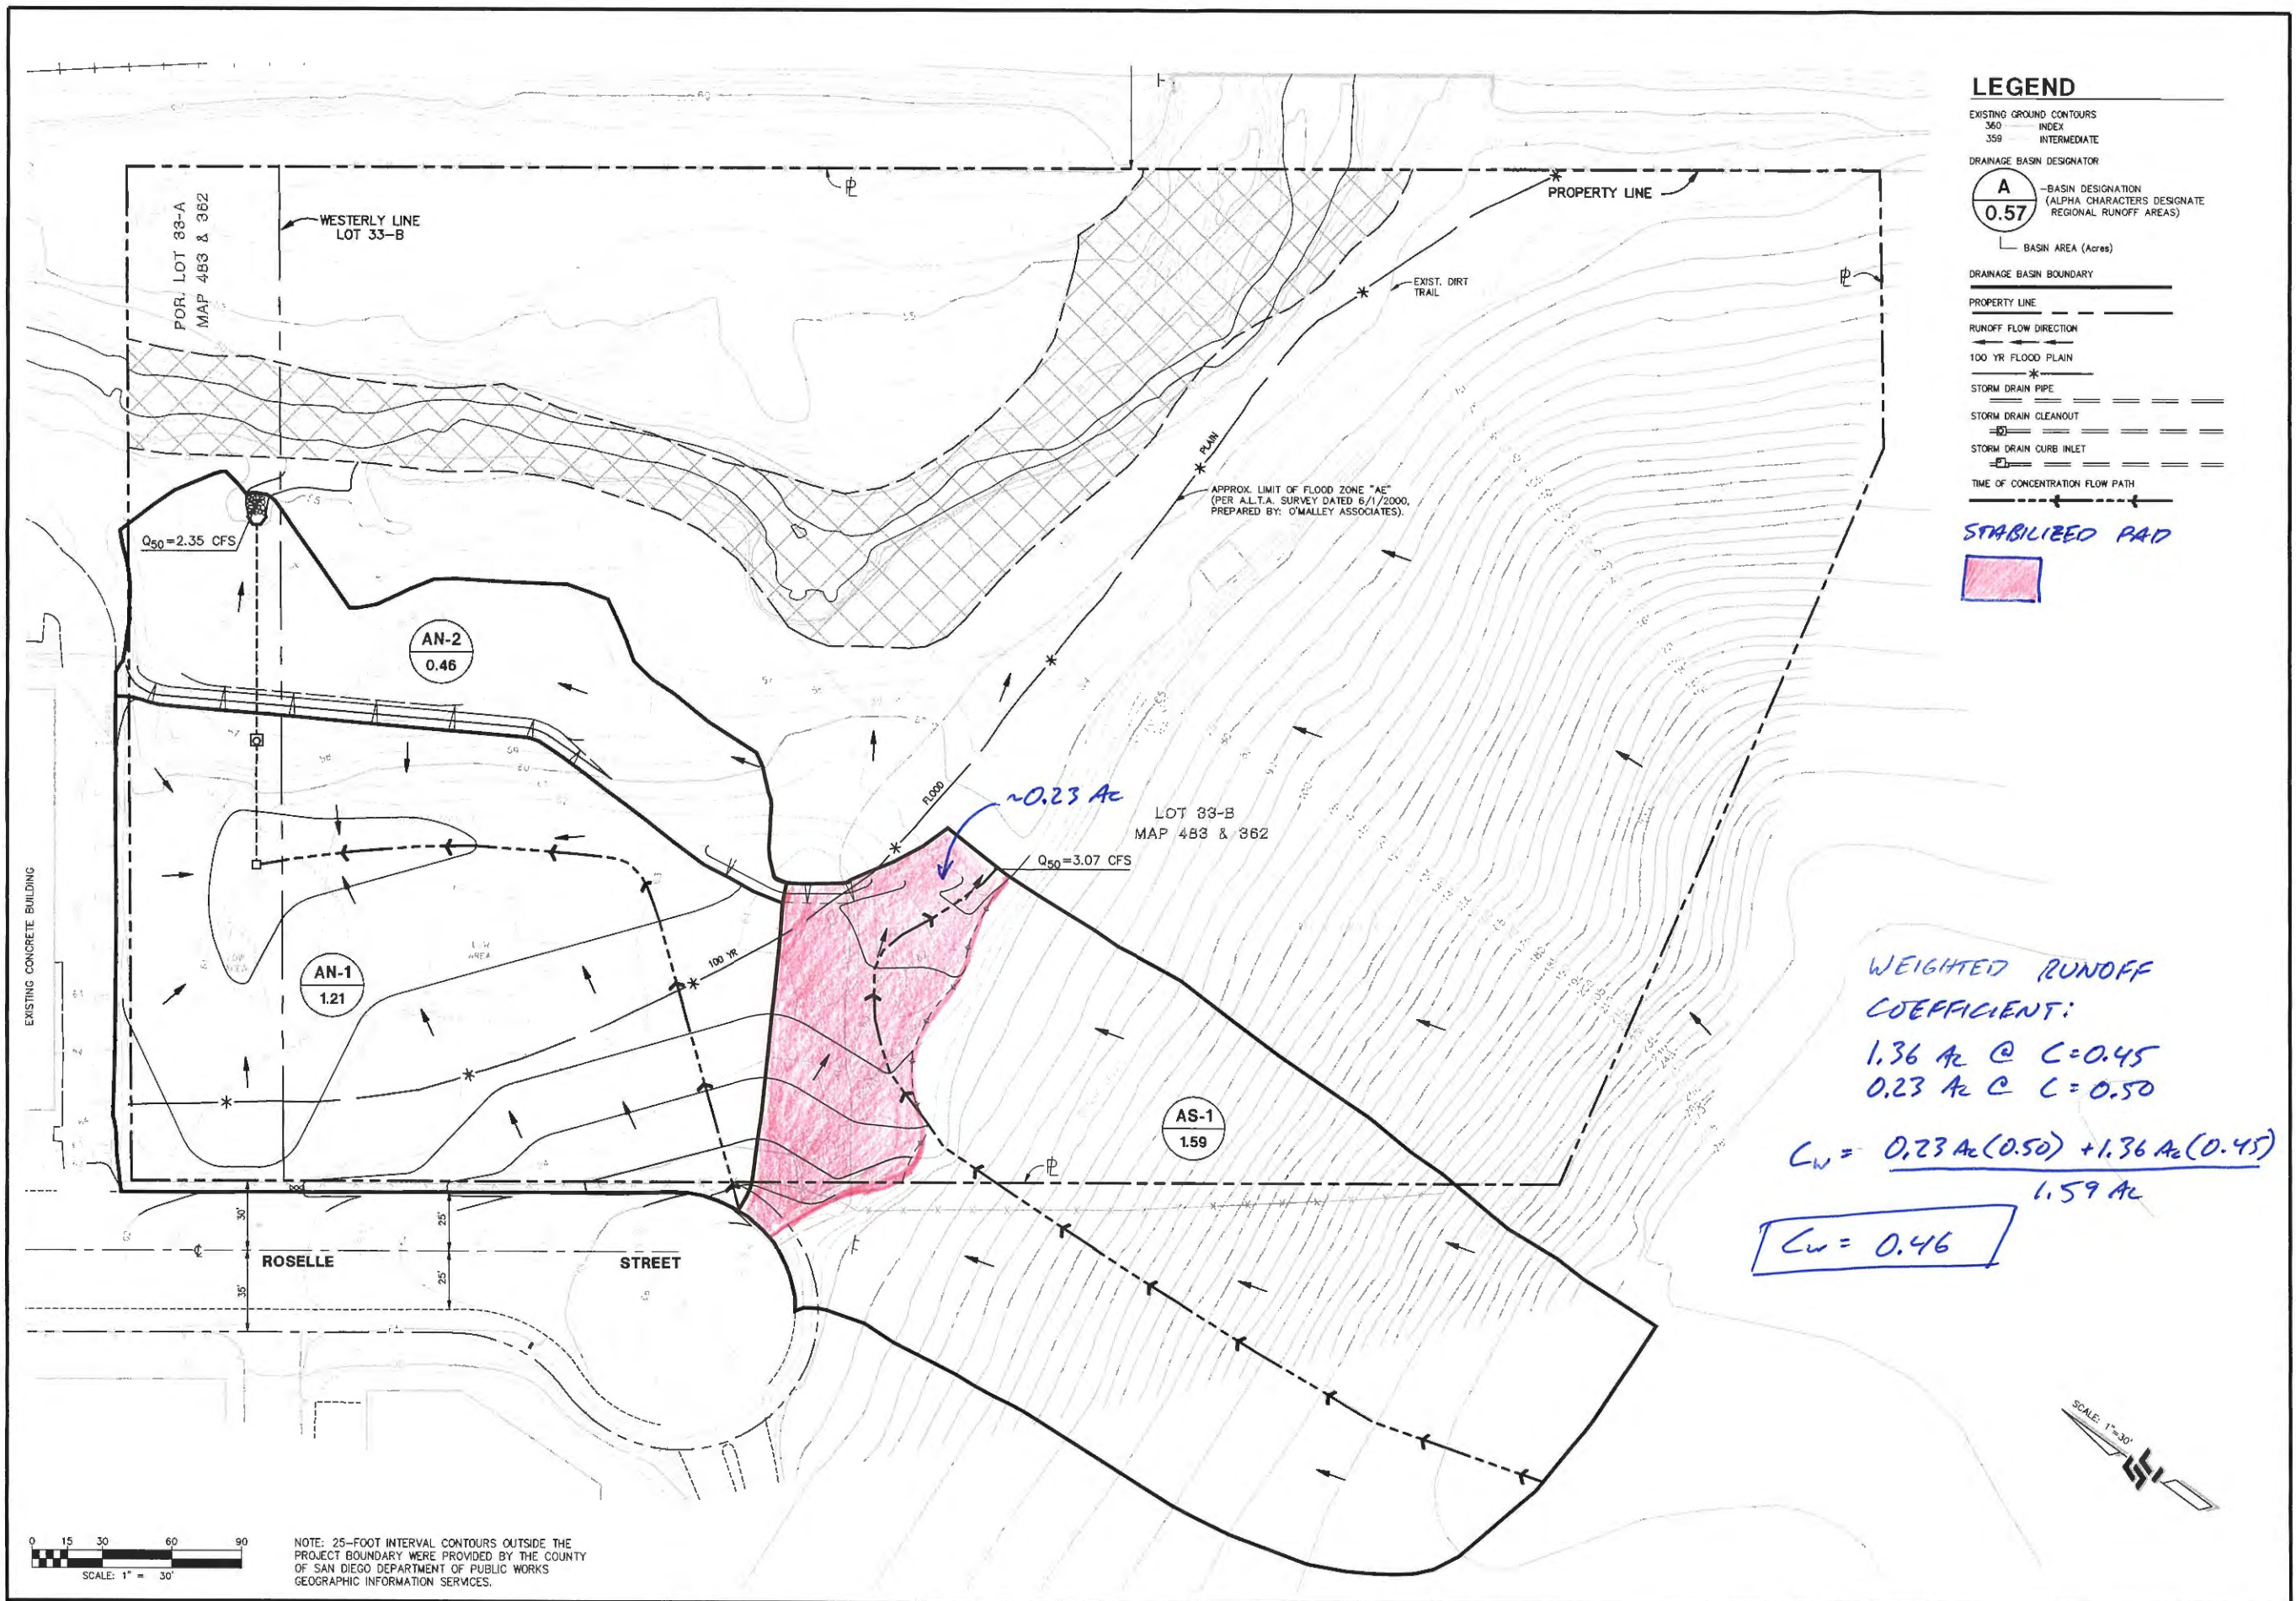 LEGEND
EXISTING GROUND CONTOURS
360 INDEX
359 INTERMEDIATE
DRAINAGE BASIN DESIGNATOR
A
0.57
-BASIN DESIGNATION
(ALPHA CHARACTERS DESIGNATE
REGIONAL RUNOFF AREAS)
BASIN AREA (Acres)
DRAINAGE BASIN BOUNDARY
PROPERTY LINE
RUNOFF FLOW DIRECTION
100 YR FLOOD PLAIN
STORM DRAIN PIPE
STORM DRAIN CLEANOUT
STORM DRAIN CURB INLET
TIME OF CONCENTRATION FLOW PATH
STABILIZED PAD
POR. LOT 33-A
MAP 483 & 362
WESTERLY LINE
LOT 33-B
PROPERTY LINE
EXIST. DIRT
TRAIL
PLAIN
APPROX. LIMIT OF FLOOD ZONE "AE"
(PER A.L.T.A. SURVEY DATED 6/1/2000,
PREPARED BY: O'MALLEY ASSOCIATES).
Q50=2.35 CFS
AN-2
0.46
FLOOD
~0.23 Ac
LOT 33-B
MAP 483 & 362
Q50=3.07 CFS
EXISTING CONCRETE BUILDING
AN-1
1.21
100 YR
AS-1
1.59
WEIGHTED RUNOFF
COEFFICIENT:
1.36 Ac @ C=0.45
0.23 Ac @ C=0.50
Cw = 0.23 Ac(0.50) +1.36 Ac(0.45)
1.59 Ac
Cw = 0.46
30'
25'
35'
25'
ROSELLE STREET
SCALE: 1"=30'
0 15 30 60 90
SCALE: 1" = 30'
NOTE: 25-FOOT INTERVAL CONTOURS OUTSIDE THE
PROJECT BOUNDARY WERE PROVIDED BY THE COUNTY
OF SAN DIEGO DEPARTMENT OF PUBLIC WORKS
GEOGRAPHIC INFORMATION SERVICES.